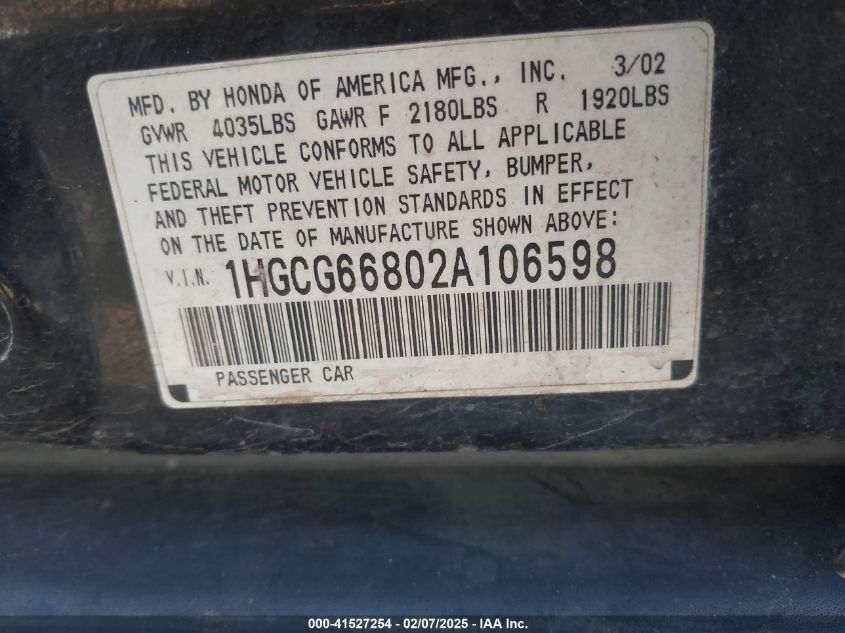 MFD. BY HONDA OF AMERICA MFG., INC. 3/02
GVWR 4035LBS GAWR F 2180LBS R 1920LBS
THIS VEHICLE CONFORMS TO ALL APPLICABLE
FEDERAL MOTOR VEHICLE SAFETY, BUMPER,
AND THEFT PREVENTION STANDARDS IN EFFECT
ON THE DATE OF MANUFACTURE SHOWN ABOVE:
V.I.N. 1HGCG66802A106598
PASSENGER CAR
000-41527254 - 02/07/2025 - IAA Inc.